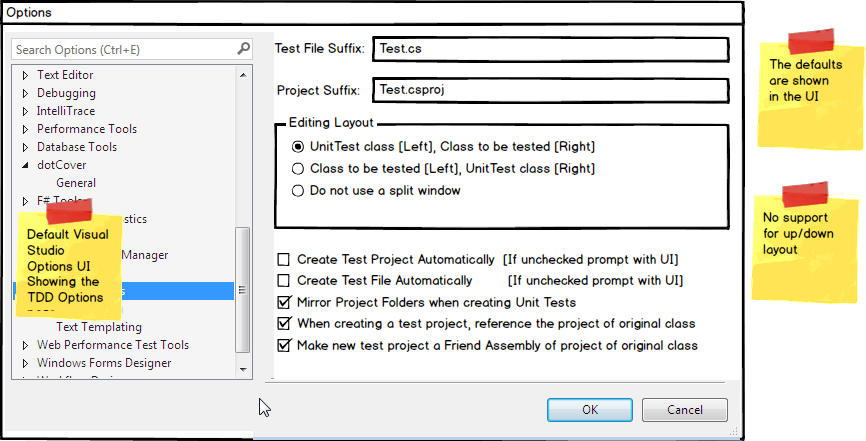 Options
Search Options (Ctrl+E)
Text Editor
Debugging
IntelliTrace
Performance Tools
Database Tools
dotCover
General
F# Tools
stics
Manager
s
Text Templating
Web Performance Test Tools
Windows Forms Designer
Default Visual
Studio
Options UI
Showing the
TDD Options
Test File Suffix: Test.cs
Project Suffix: Test.csproj
Editing Layout
UnitTest class [Left], Class to be tested [Right]
Class to be tested [Left], UnitTest class [Right]
Do not use a split window
Create Test Project Automatically [If unchecked prompt with UI]
Create Test File Automatically [If unchecked prompt with UI]
Mirror Project Folders when creating Unit Tests
When creating a test project, reference the project of original class
Make new test project a Friend Assembly of project of original class
OK
Cancel
The defaults
are shown
in the UI
No support
for up/down
layout